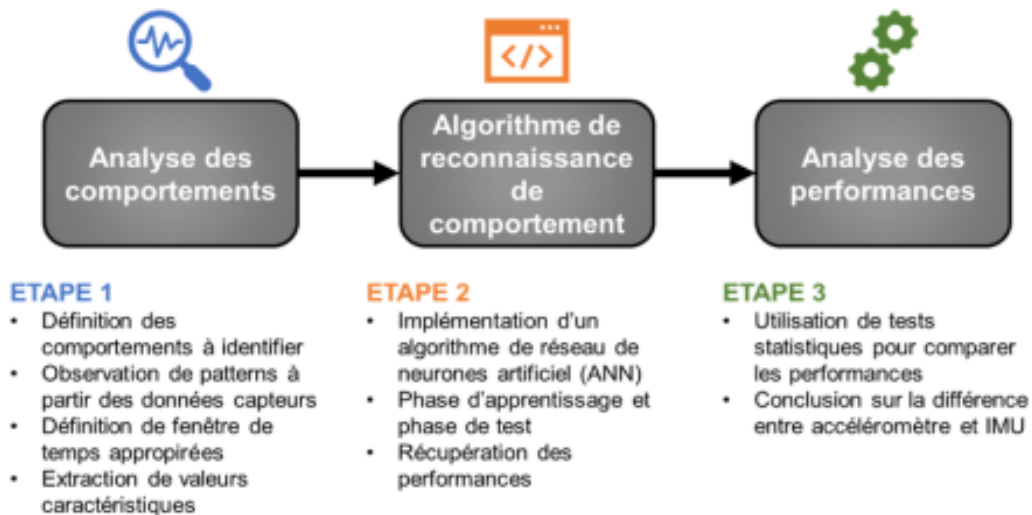 </>
Analyse des
comportements
Algorithme de
reconnaissance
de
comportement
Analyse des
performances
ETAPE 1
• Définition des
comportements à identifier
• Observation de patterns à
partir des données capteurs
• Définition de fenêtre de
temps appropirées
• Extraction de valeurs
caractéristiques
ETAPE 2
• Implémentation d'un
algorithme de réseau de
neurones artificiel (ANN)
• Phase d'apprentissage et
phase de test
• Récupération des
performances
ETAPE 3
• Utilisation de tests
statistiques pour comparer
les performances
• Conclusion sur la différence
entre accéléromètre et IMU